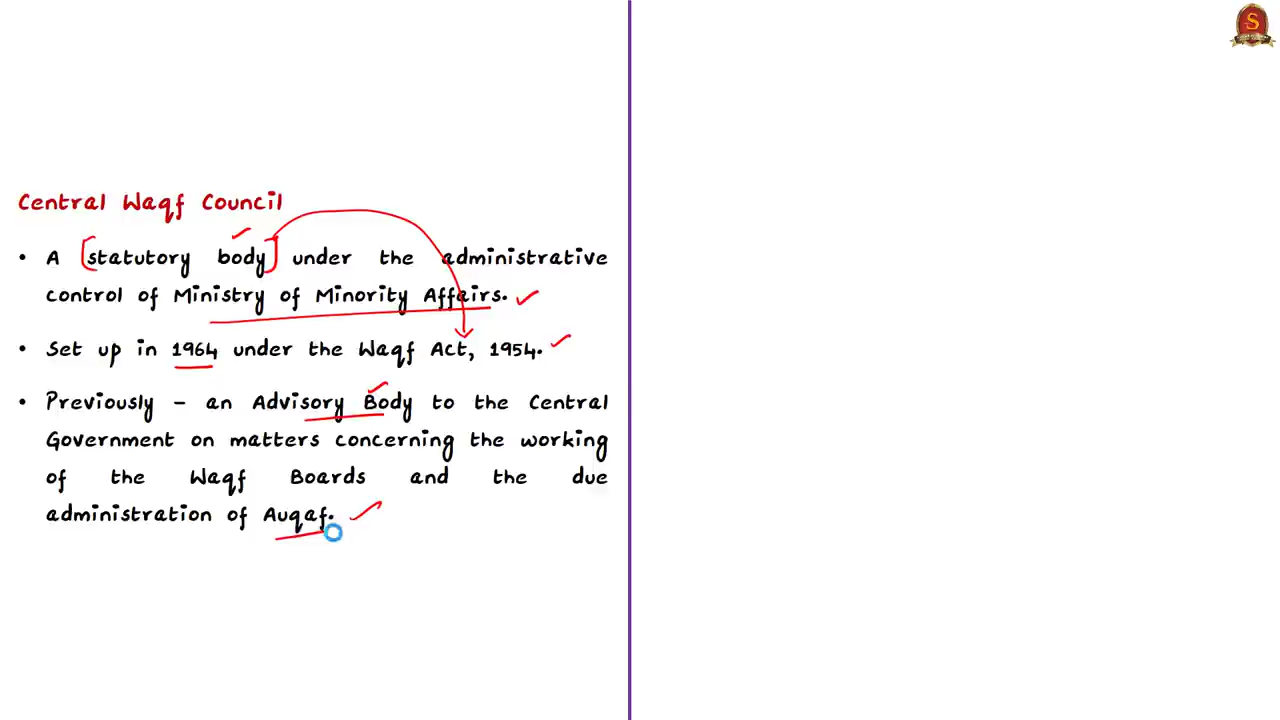 Central Waqf Council
• A statutory body under the administrative
control of Ministry of Minority Affairs.
• Set up in 1964 under the Waqf Act, 1954.
• Previously – an Advisory Body to the Central
Government on matters concerning the working
of the Waqf Boards and the due
administration of Auqaf.
S